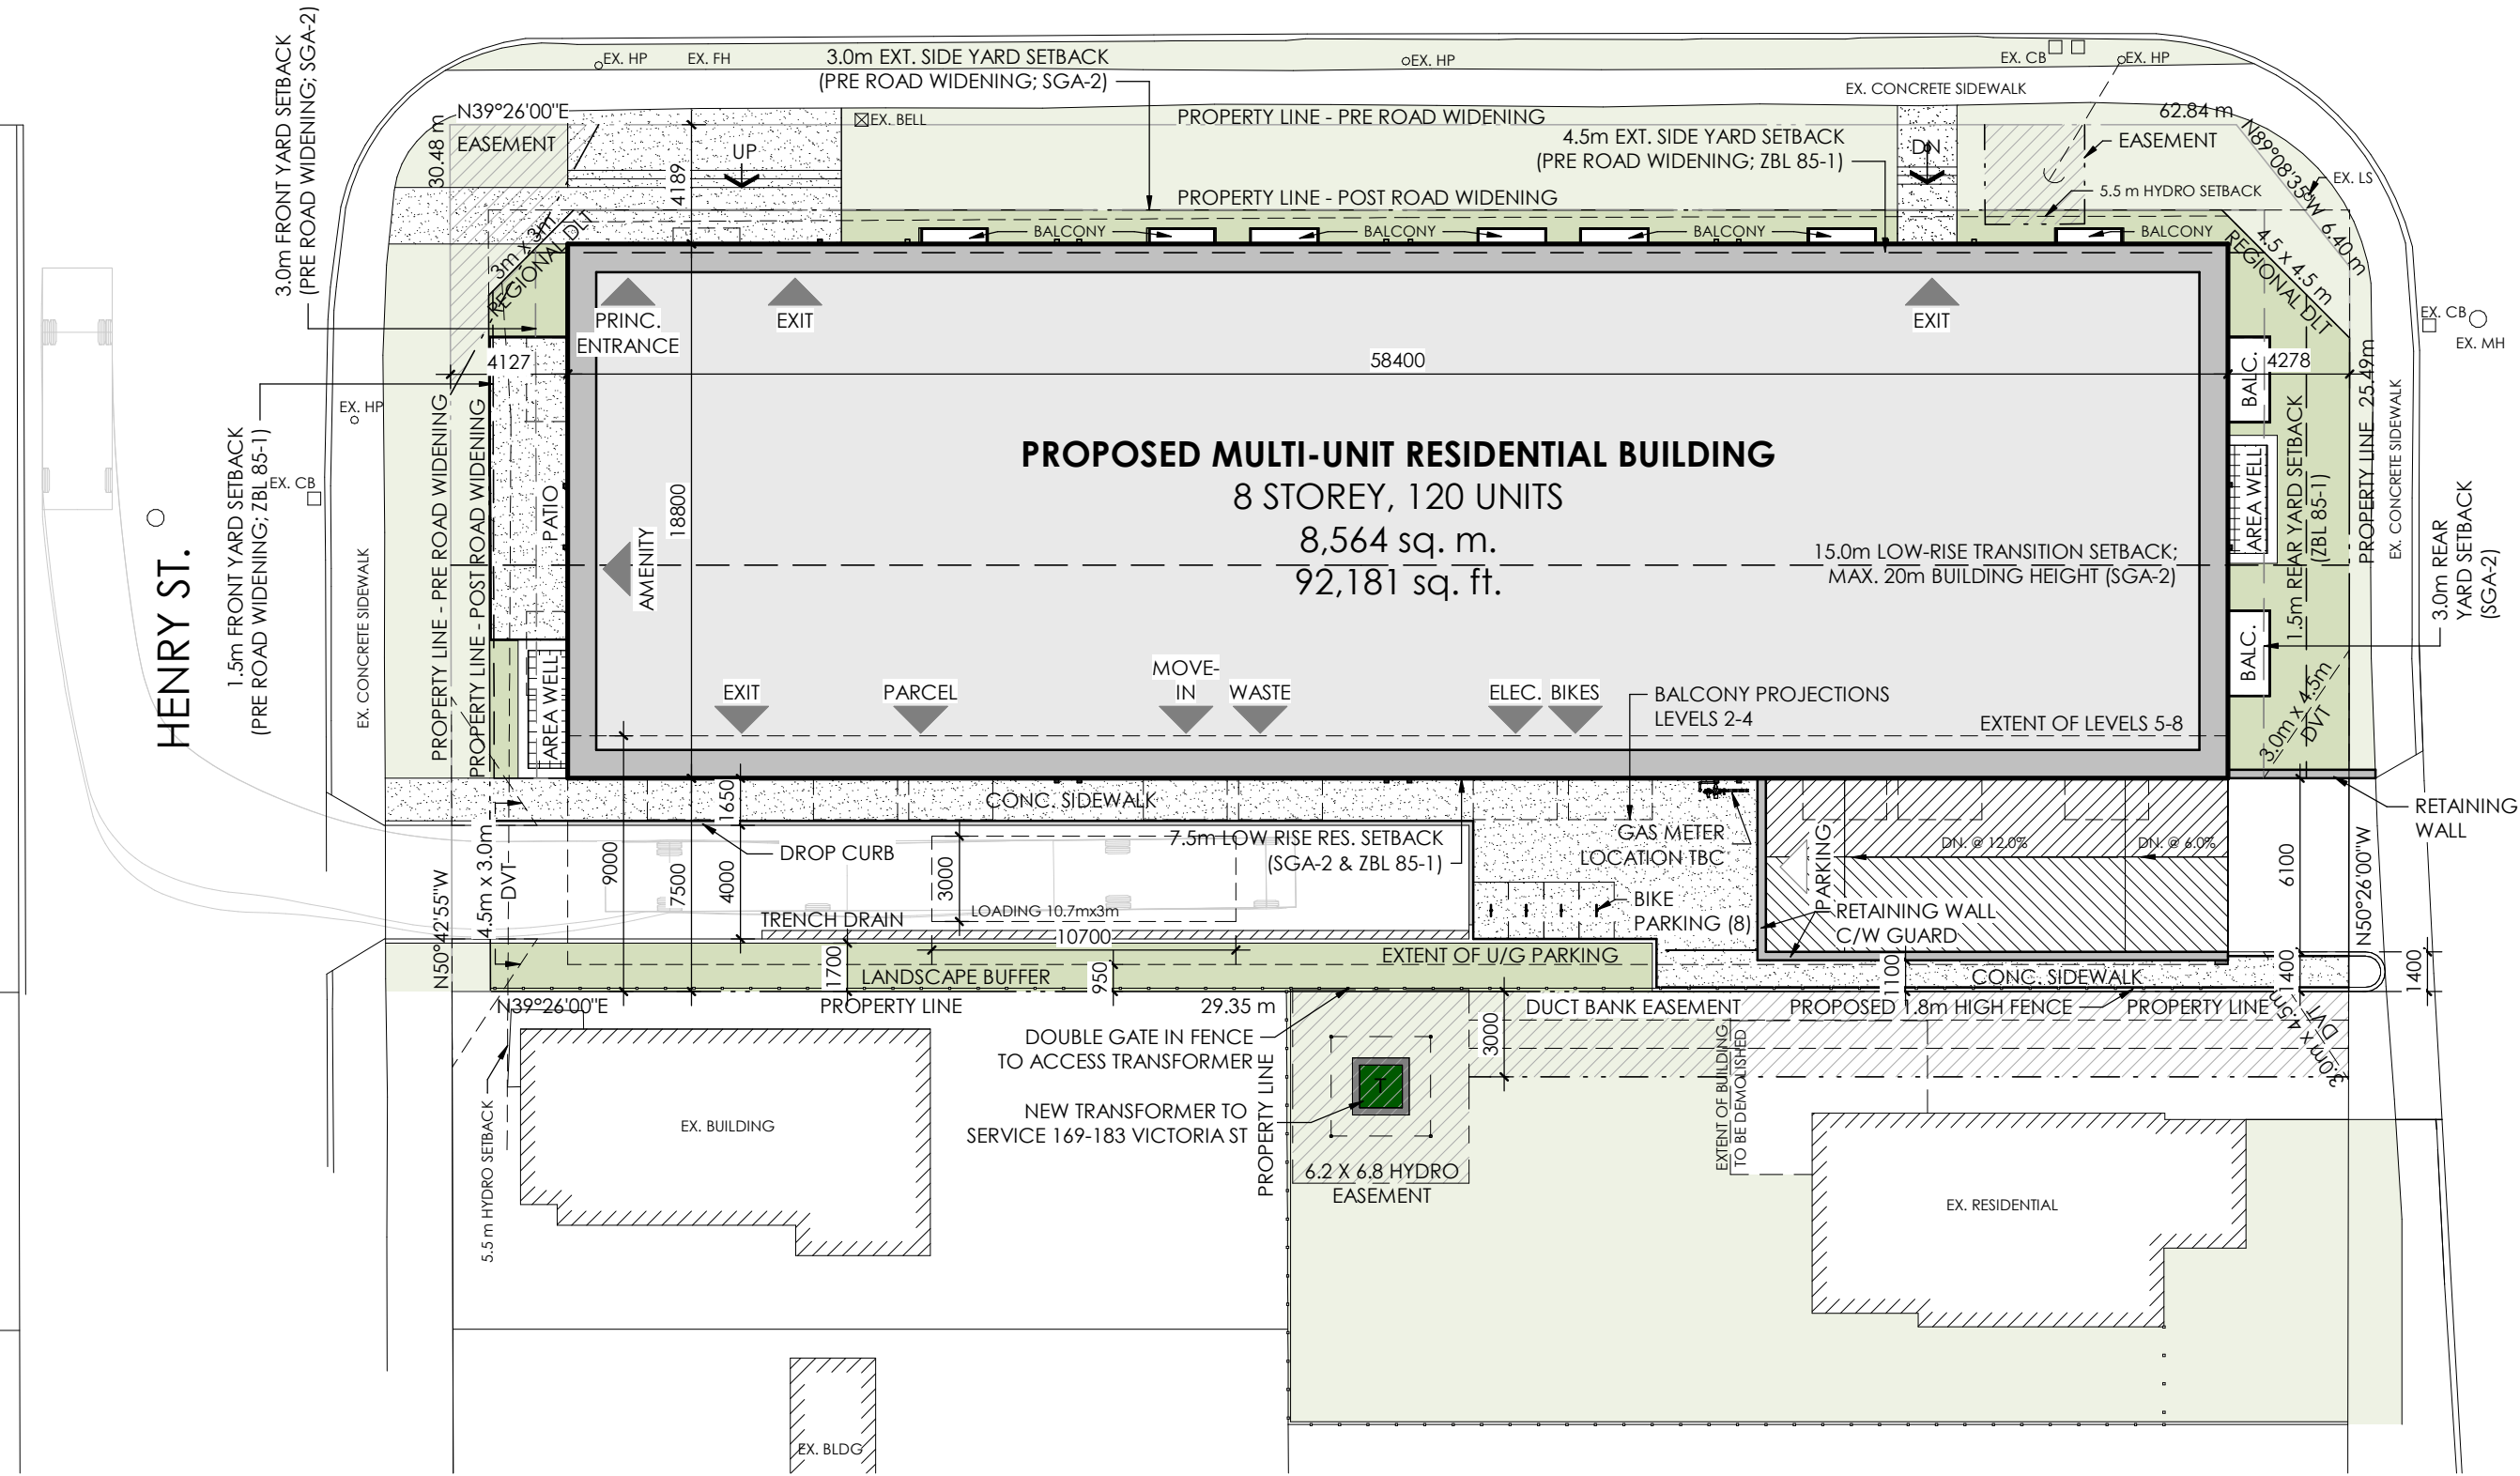 3.0m FRONT YARD SETBACK
(PRE ROAD WIDENING; SGA-2)
EX. HP
EX. FH
3.0m EXT. SIDE YARD SETBACK
(PRE ROAD WIDENING; SGA-2)
EX. HP
EX. CB
EX. HP
EX. CONCRETE SIDEWALK
N39°26'00"E
30.48 m
EASEMENT
UP
4189
EX. BELL
PROPERTY LINE - PRE ROAD WIDENING
4.5m EXT. SIDE YARD SETBACK
(PRE ROAD WIDENING; ZBL 85-1)
DN
62.84 m
N89°08'35"W 6.40 m
EASEMENT
EX. LS
5.5 m HYDRO SETBACK
PROPERTY LINE - POST ROAD WIDENING
BALCONY
BALCONY
BALCONY
BALCONY
3m x 3m
REGIONAL DLT
4.5 x 4.5 m
REGIONAL DLT
PRINC.
ENTRANCE
EXIT
EXIT
EX. CB
EX. MH
4127
58400
4278
BALC.
EX. HP
1.5m FRONT YARD SETBACK
(PRE ROAD WIDENING; ZBL 85-1)
EX. CB
HENRY ST.
EX. CONCRETE SIDEWALK
PROPERTY LINE - PRE ROAD WIDENING
PROPERTY LINE - POST ROAD WIDENING
PATIO
AMENITY
18800
PROPOSED MULTI-UNIT RESIDENTIAL BUILDING
8 STOREY, 120 UNITS
8,564 sq. m.
92,181 sq. ft.
15.0m LOW-RISE TRANSITION SETBACK;
MAX. 20m BUILDING HEIGHT (SGA-2)
AREA WELL
1.5m REAR YARD SETBACK
(ZBL 85-1)
PROPERTY LINE 25.49m
EX. CONCRETE SIDEWALK
3.0m REAR
YARD SETBACK
(SGA-2)
BALC.
3.0m x 4.5m
DVT
AREA WELL
EXIT
PARCEL
MOVE-
IN
WASTE
ELEC.
BIKES
BALCONY PROJECTIONS
LEVELS 2-4
EXTENT OF LEVELS 5-8
CONC. SIDEWALK
1650
RETAINING
WALL
4.5m x 3.0m
DVT
DROP CURB
9000
7500
4000
3000
7.5m LOW RISE RES. SETBACK
(SGA-2 & ZBL 85-1)
GAS METER
LOCATION TBC
PARKING
DN. @ 12.0%
DN. @ 6.0%
6100
N50°26'00"W
N50°42'55"W
TRENCH DRAIN
LOADING 10.7mx3m
10700
BIKE
PARKING (8)
RETAINING WALL
C/W GUARD
1700
LANDSCAPE BUFFER
950
EXTENT OF U/G PARKING
1100
CONC. SIDEWALK
1400
1400
N39°26'00"E
PROPERTY LINE
29.35 m
DUCT BANK EASEMENT
PROPOSED 1.8m HIGH FENCE
PROPERTY LINE
3.0m x 4.5m
DVT
5.5 m HYDRO SETBACK
EX. BUILDING
DOUBLE GATE IN FENCE
TO ACCESS TRANSFORMER
NEW TRANSFORMER TO
SERVICE 169-183 VICTORIA ST
PROPERTY LINE
T
3000
6.2 X 6.8 HYDRO
EASEMENT
EXTENT OF BUILDING
TO BE DEMOLISHED
EX. RESIDENTIAL
EX. BLDG